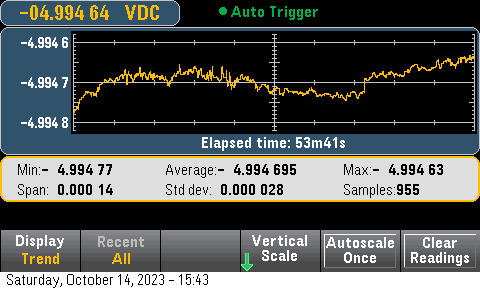 −04.994 64 VDC
Auto Trigger
−4.994 6
−4.994 7
−4.994 8
Elapsed time: 53m41s
Min:− 4.994 77 Average:− 4.994 695 Max:− 4.994 63
Span: 0.000 14 Std dev: 0.000 028 Samples:955
Display
Trend
Recent
All
Vertical
Scale
Autoscale
Once
Clear
Readings
Saturday, October 14, 2023 – 15:43